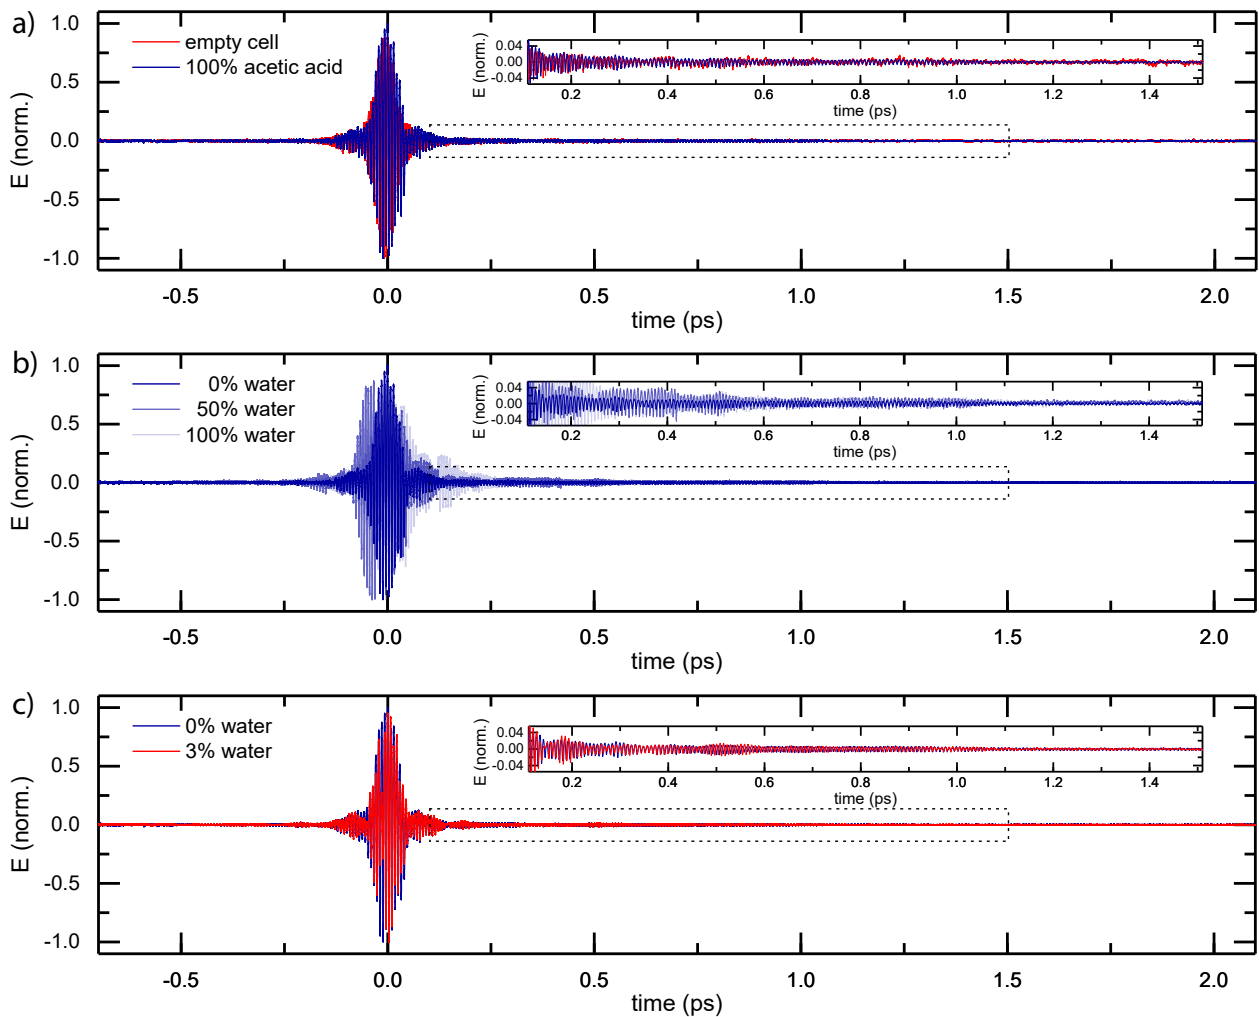 a)
1.0
0.5
0.0
-0.5
-1.0
E (norm.)
empty cell
100% acetic acid
E (norm.)
0.04
0.00
-0.04
0.2 0.4 0.6 0.8 1.0 1.2 1.4
time (ps)
-0.5 0.0 0.5 1.0 1.5 2.0
time (ps)
b)
1.0
0.5
0.0
-0.5
-1.0
E (norm.)
0% water
50% water
100% water
E (norm.)
0.04
0.00
-0.04
0.2 0.4 0.6 0.8 1.0 1.2 1.4
time (ps)
-0.5 0.0 0.5 1.0 1.5 2.0
time (ps)
c)
1.0
0.5
0.0
-0.5
-1.0
E (norm.)
0% water
3% water
E (norm.)
0.04
0.00
-0.04
0.2 0.4 0.6 0.8 1.0 1.2 1.4
time (ps)
-0.5 0.0 0.5 1.0 1.5 2.0
time (ps)